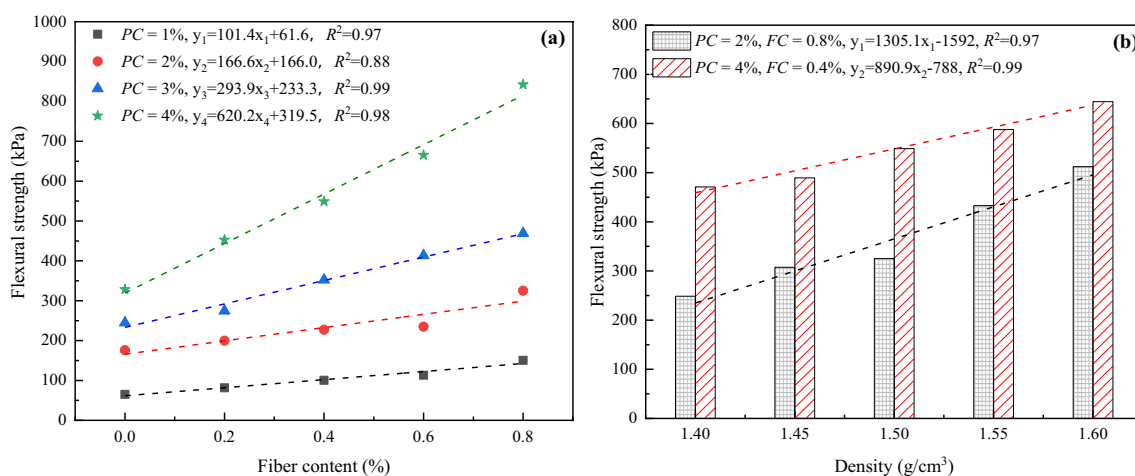 (a)
PC = 1%, y₁=101.4x₁+61.6, R²=0.97
PC = 2%, y₂=166.6x₂+166.0, R²=0.88
PC = 3%, y₃=293.9x₃+233.3, R²=0.99
PC = 4%, y₄=620.2x₄+319.5, R²=0.98
Flexural strength (kPa)
1000
900
800
700
600
500
400
300
200
100
0
0.0 0.2 0.4 0.6 0.8
Fiber content (%)
(b)
PC = 2%, FC = 0.8%, y₁=1305.1x₁-1592, R²=0.97
PC = 4%, FC = 0.4%, y₂=890.9x₂-788, R²=0.99
Flexural strength (kPa)
800
700
600
500
400
300
200
100
0
1.40 1.45 1.50 1.55 1.60
Density (g/cm³)